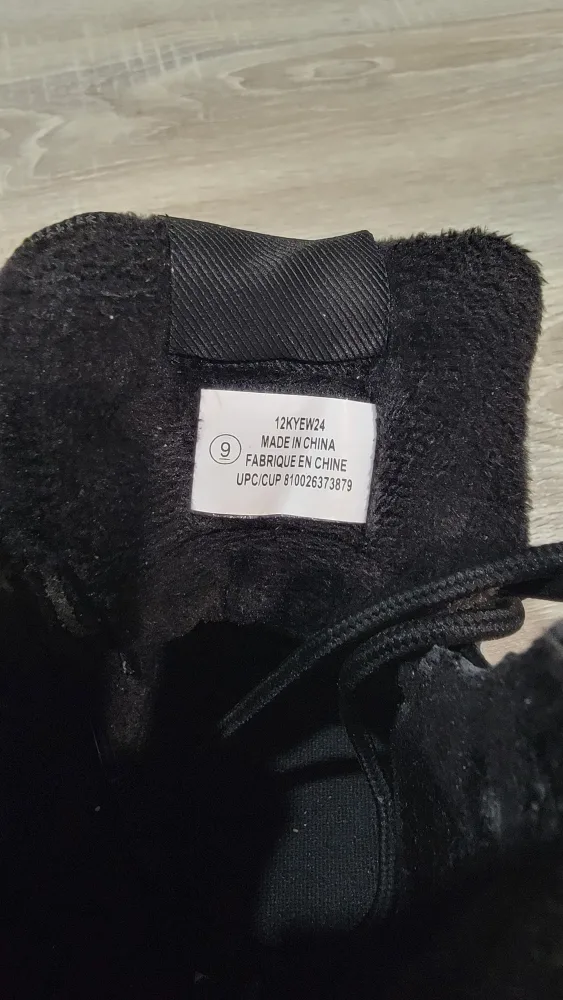 12KYEW24
9
MADE IN CHINA
FABRIQUE EN CHINE
UPC/CUP 810026373879